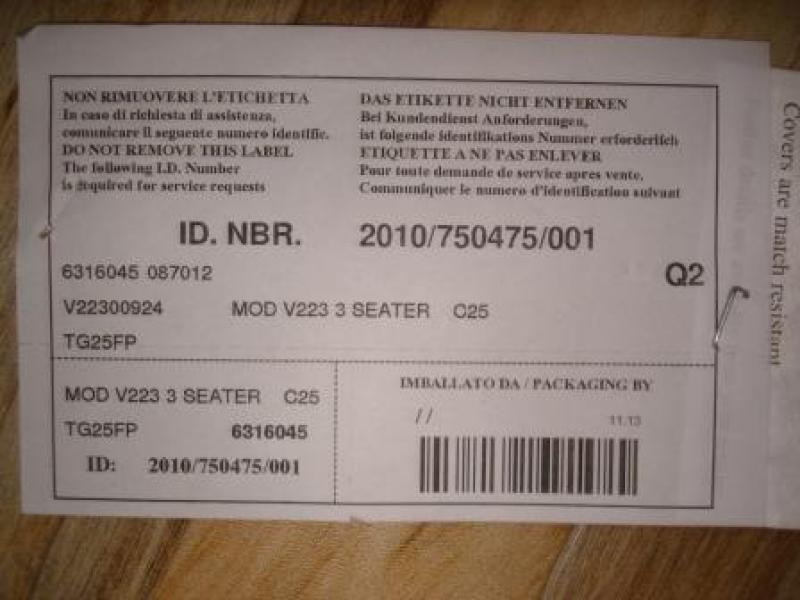 NON RIMUOVERE L'ETICHETTA
In caso di richiesta di assistenza,
comunicare il seguente numero identific.
DO NOT REMOVE THIS LABEL
The following I.D. Number
is required for service requests
DAS ETIKETTE NICHT ENTFERNEN
Bei Kundendienst Anforderungen,
ist folgende identifikations Nummer erforderlich
ETIQUETTE A NE PAS ENLEVER
Pour toute demande de service apres vente,
Communiquer le numero d'identification suivant
ID. NBR. 2010/750475/001
6316045 087012 Q2
V22300924 MOD V223 3 SEATER C25
TG25FP
MOD V223 3 SEATER C25
TG25FP 6316045
ID: 2010/750475/001
IMBALLATO DA / PACKAGING BY
/ / 11.13
Covers are match resistant